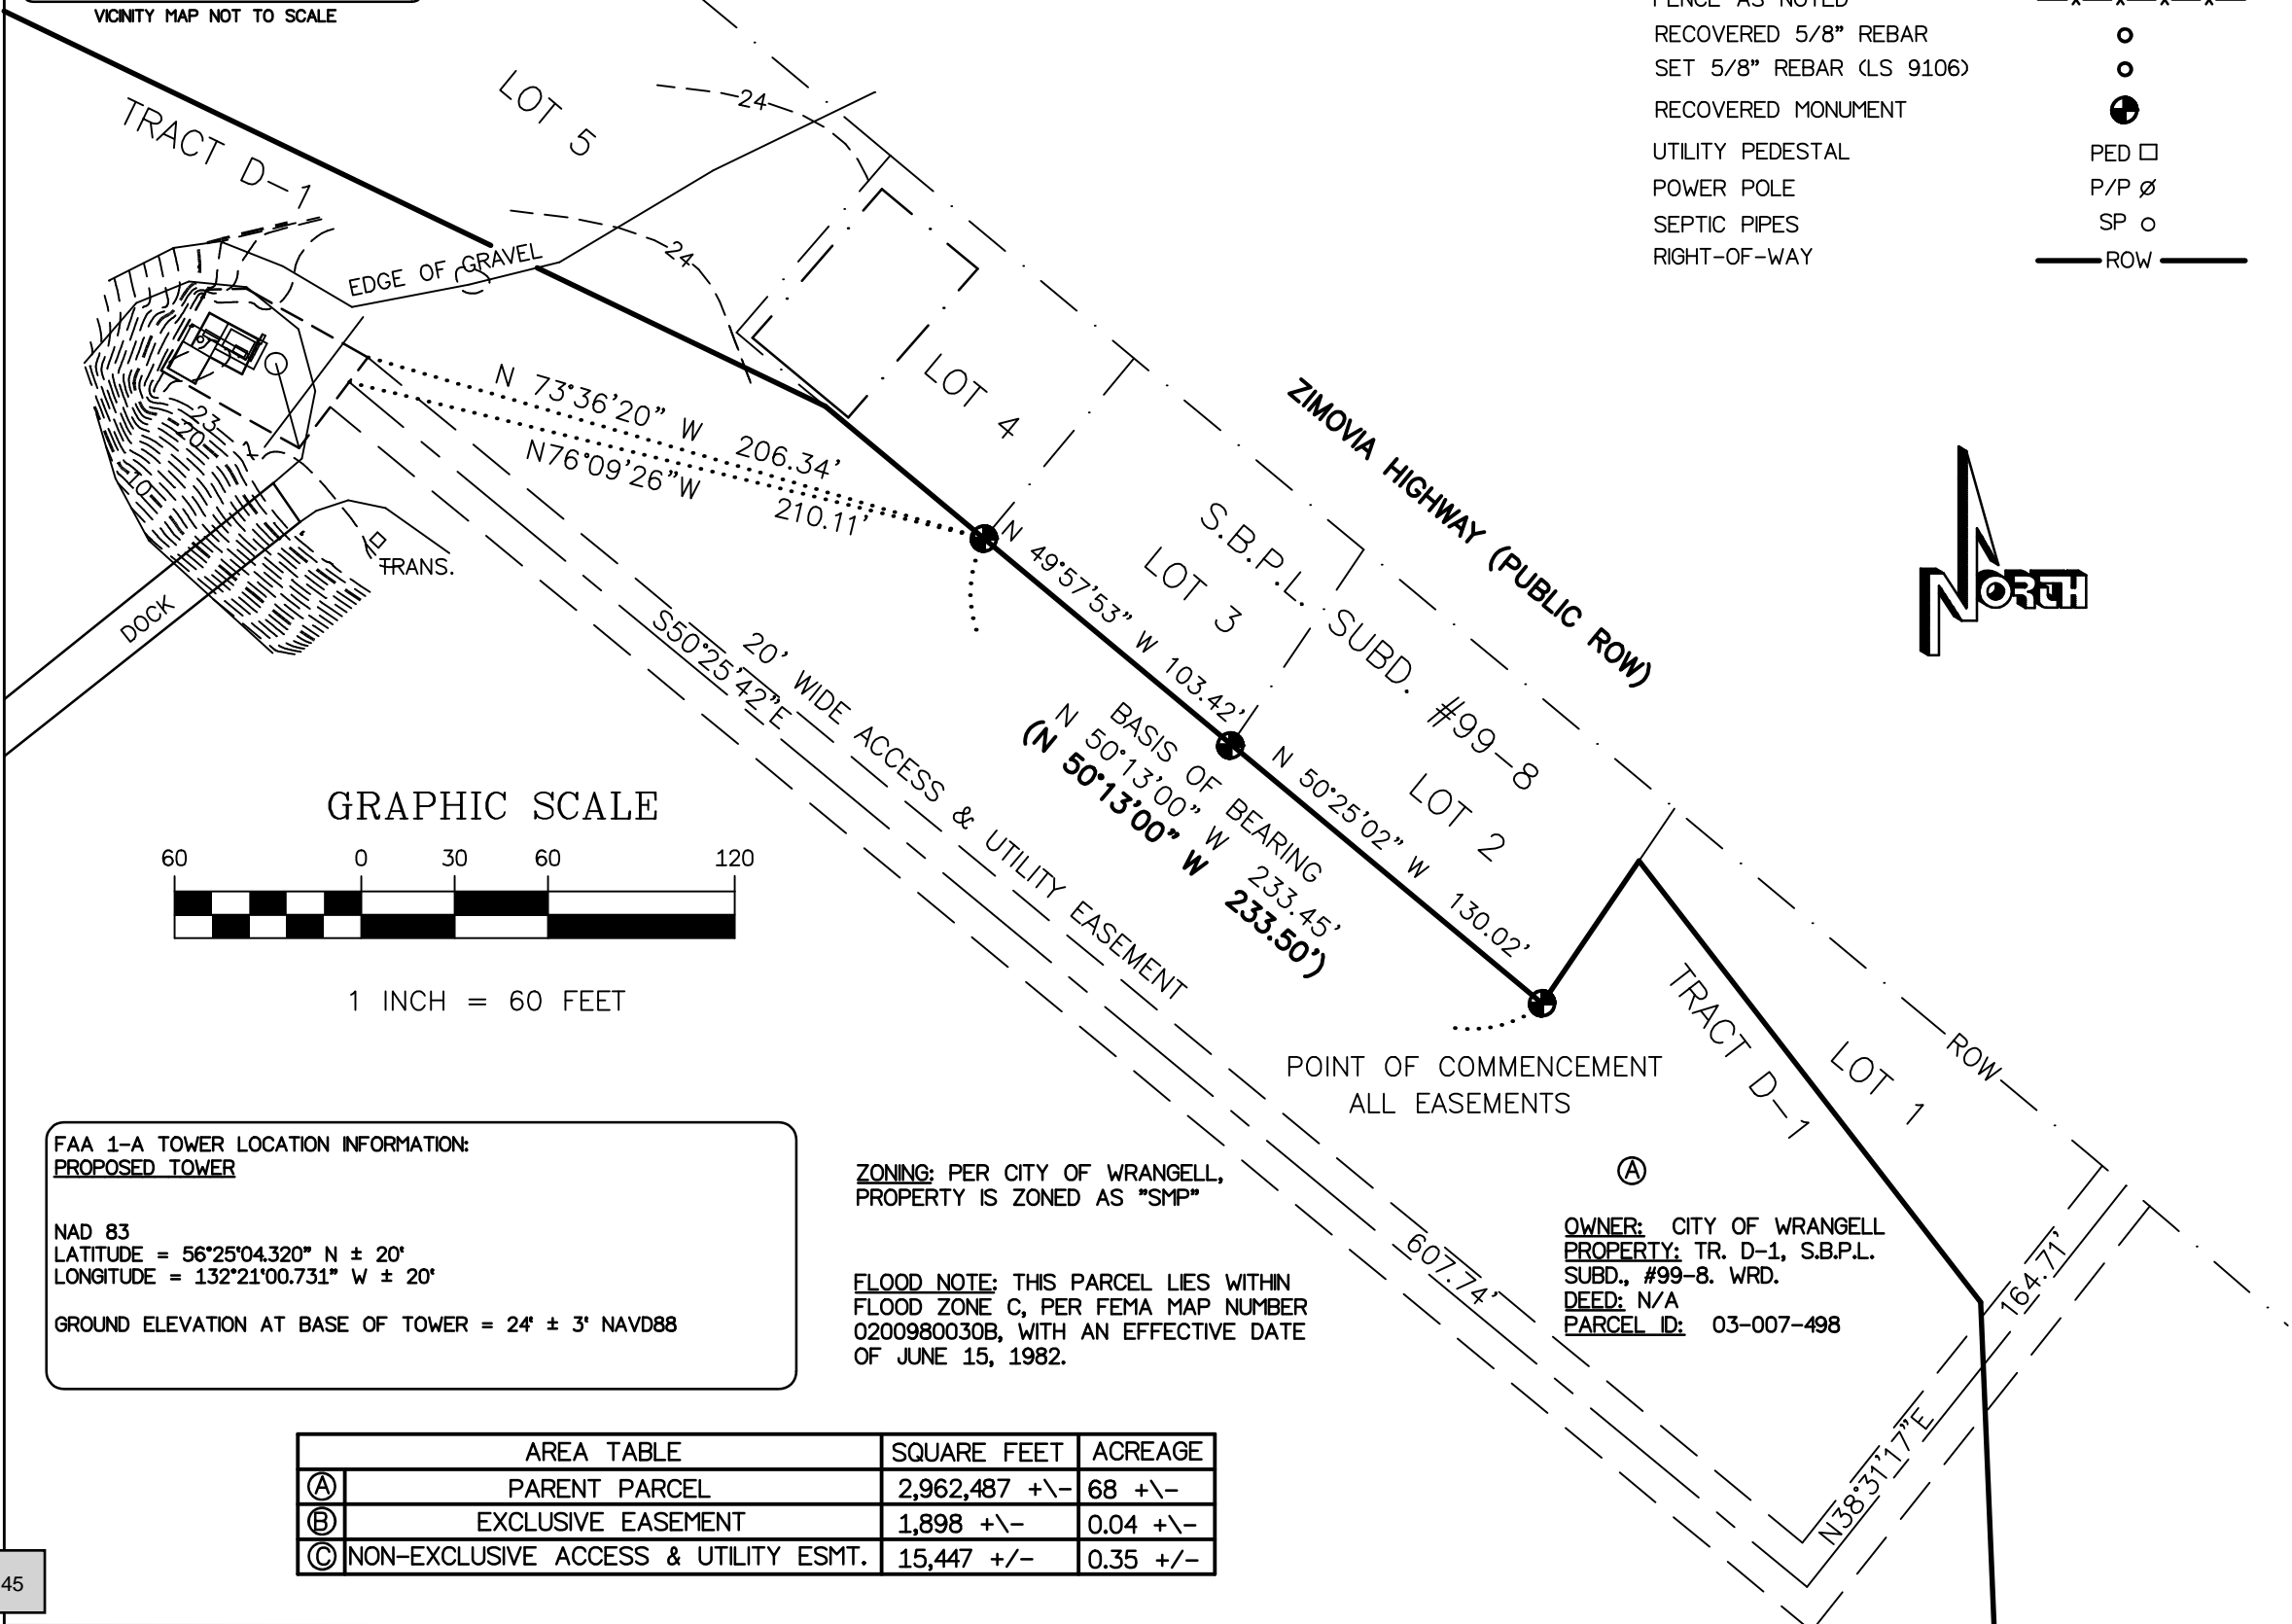 VICINITY MAP NOT TO SCALE
FENCE AS NOTED
RECOVERED 5/8" REBAR
SET 5/8" REBAR (LS 9106)
RECOVERED MONUMENT
UTILITY PEDESTAL PED
POWER POLE P/P
SEPTIC PIPES SP
RIGHT-OF-WAY ROW
TRACT D-1
LOT 5
24
24
EDGE OF GRAVEL
LOT 4
N 73°36'20" W 206.34'
N76°09'26"W 210.11'
23
20
10
TRANS.
DOCK
ZIMOVIA HIGHWAY (PUBLIC ROW)
S.B.P.L. SUBD. #99-8
LOT 3
N 49°57'53" W 103.42'
NORTH
20' WIDE ACCESS & UTILITY EASEMENT
S50°25'42"E
BASIS OF BEARING
N 50°13'00" W 233.45'
(N 50°13'00" W 233.50')
N 50°25'02" W 130.02'
LOT 2
GRAPHIC SCALE
60 0 30 60 120
1 INCH = 60 FEET
POINT OF COMMENCEMENT
ALL EASEMENTS
TRACT D-1
LOT 1
ROW
FAA 1-A TOWER LOCATION INFORMATION:
PROPOSED TOWER
NAD 83
LATITUDE = 56°25'04.320" N ± 20'
LONGITUDE = 132°21'00.731" W ± 20'
GROUND ELEVATION AT BASE OF TOWER = 24' ± 3' NAVD88
ZONING: PER CITY OF WRANGELL,
PROPERTY IS ZONED AS "SMP"
FLOOD NOTE: THIS PARCEL LIES WITHIN
FLOOD ZONE C, PER FEMA MAP NUMBER
0200980030B, WITH AN EFFECTIVE DATE
OF JUNE 15, 1982.
607.74'
A
OWNER: CITY OF WRANGELL
PROPERTY: TR. D-1, S.B.P.L.
SUBD., #99-8. WRD.
DEED: N/A
PARCEL ID: 03-007-498
164.71'
N38°31'17"E
AREA TABLE SQUARE FEET ACREAGE
A PARENT PARCEL 2,962,487 +\- 68 +\-
B EXCLUSIVE EASEMENT 1,898 +\- 0.04 +\-
C NON-EXCLUSIVE ACCESS & UTILITY ESMT. 15,447 +/- 0.35 +/-
45